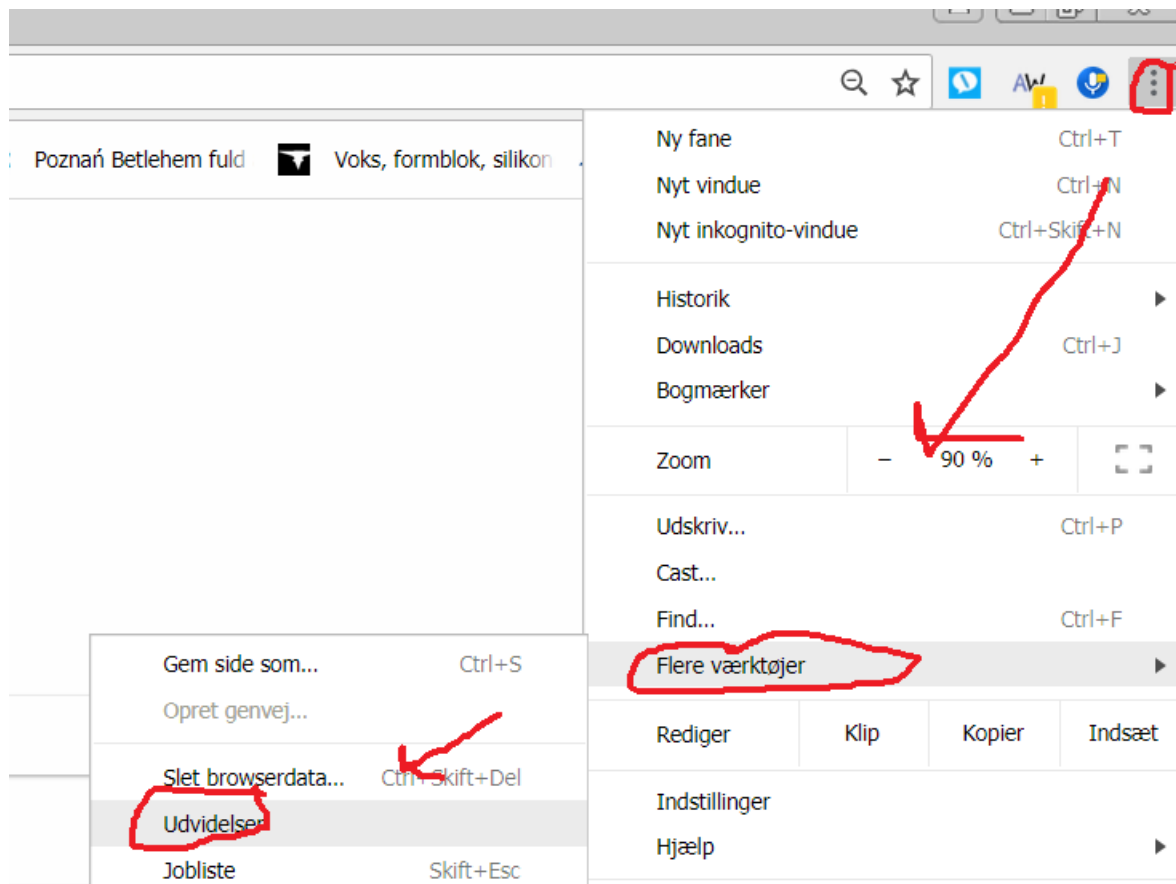 AW
Poznań Betlehem fuld
Voks, formblok, silikon
Ny fane Ctrl+T
Nyt vindue Ctrl+N
Nyt inkognito-vindue Ctrl+Skift+N
Historik
Downloads Ctrl+J
Bogmærker
Zoom − 90 % +
Udskriv... Ctrl+P
Cast...
Find... Ctrl+F
Flere værktøjer
Rediger Klip Kopier Indsæt
Indstillinger
Hjælp
Gem side som... Ctrl+S
Opret genvej...
Slet browserdata... Ctrl+Skift+Del
Udvidelser
Jobliste Skift+Esc